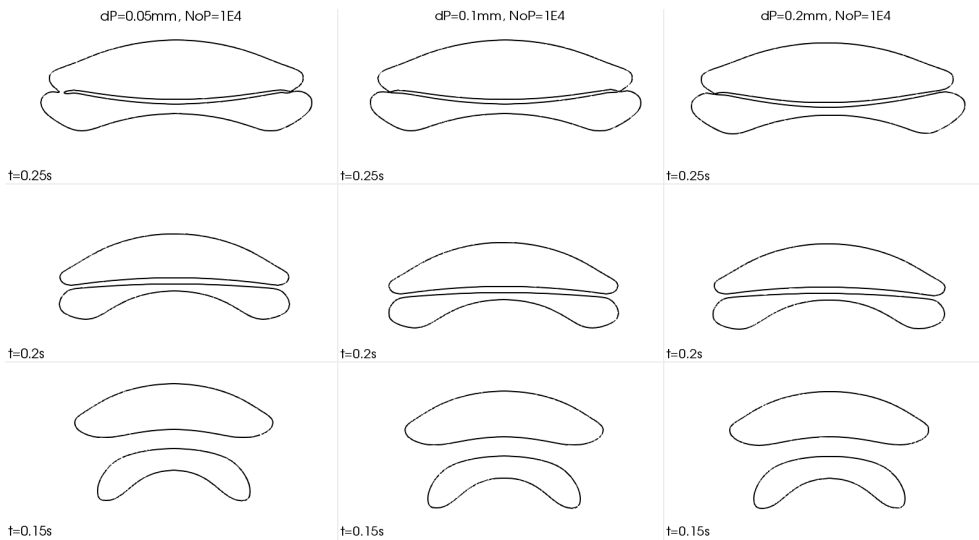 dP=0.05mm, NoP=1E4
dP=0.1mm, NoP=1E4
dP=0.2mm, NoP=1E4
t=0.25s
t=0.25s
t=0.25s
t=0.2s
t=0.2s
t=0.2s
t=0.15s
t=0.15s
t=0.15s